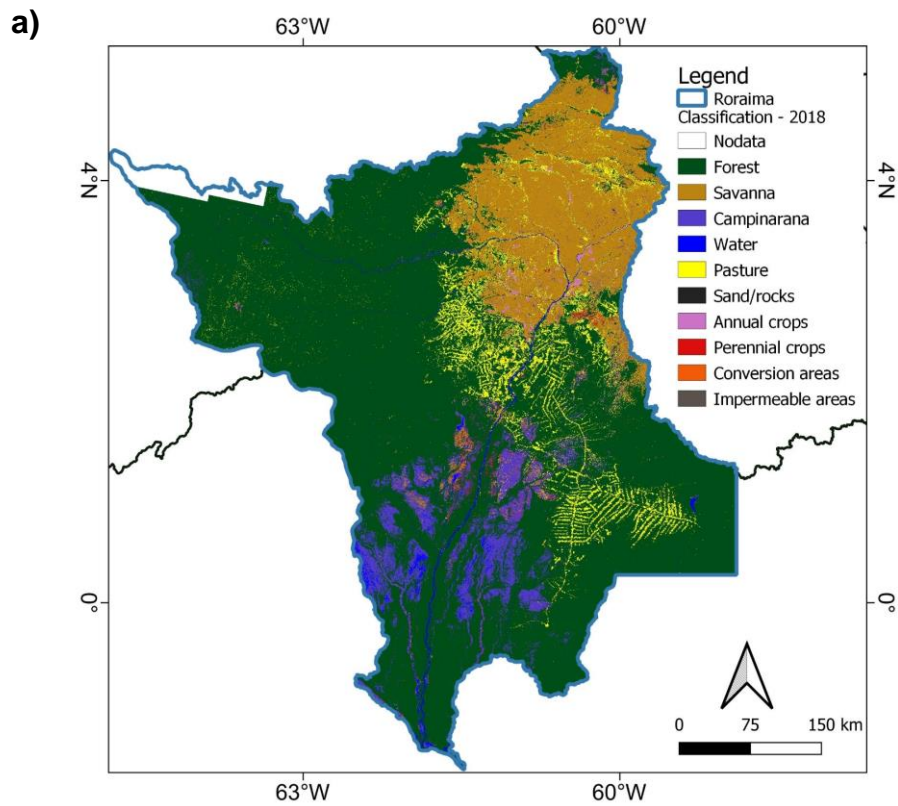 a)
63°W 60°W
Legend
Roraima
Classification - 2018
Nodata
Forest
4°N 4°N
Savanna
Campinarana
Water
Pasture
Sand/rocks
Annual crops
Perennial crops
Conversion areas
Impermeable areas
0° 0°
0 75 150 km
63°W 60°W